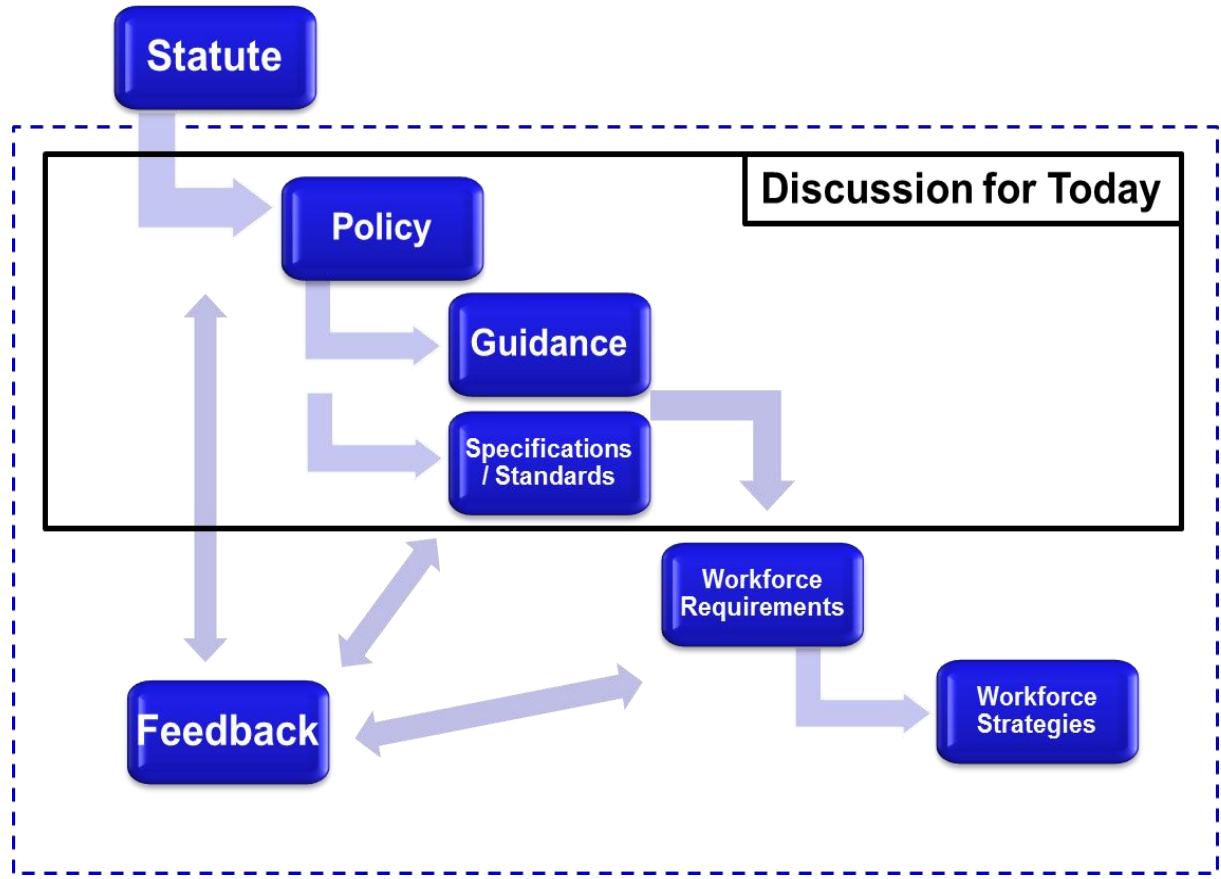 Statute
Discussion for Today
Policy
Guidance
Specifications
/ Standards
Workforce
Requirements
Workforce
Strategies
Feedback